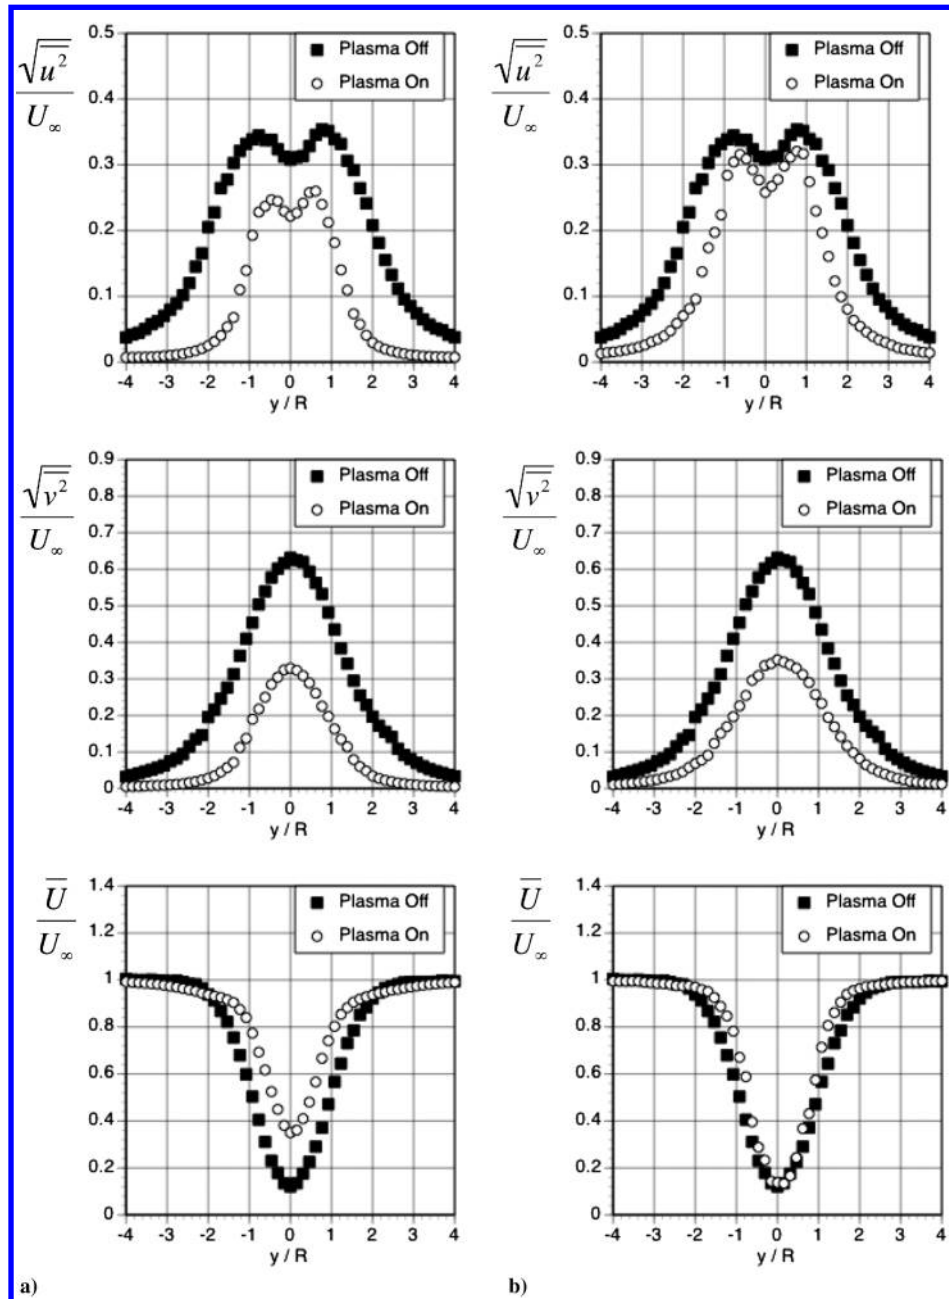 √u² / U∞
0.5
0.4
0.3
0.2
0.1
0
Plasma Off
Plasma On
-4 -3 -2 -1 0 1 2 3 4
y / R
√u² / U∞
0.5
0.4
0.3
0.2
0.1
0
Plasma Off
Plasma On
-4 -3 -2 -1 0 1 2 3 4
y / R
√v² / U∞
0.9
0.8
0.7
0.6
0.5
0.4
0.3
0.2
0.1
0
Plasma Off
Plasma On
-4 -3 -2 -1 0 1 2 3 4
y / R
√v² / U∞
0.9
0.8
0.7
0.6
0.5
0.4
0.3
0.2
0.1
0
Plasma Off
Plasma On
-4 -3 -2 -1 0 1 2 3 4
y / R
U̅ / U∞
1.4
1.2
1
0.8
0.6
0.4
0.2
0
Plasma Off
Plasma On
-4 -3 -2 -1 0 1 2 3 4
y / R
U̅ / U∞
1.4
1.2
1
0.8
0.6
0.4
0.2
0
Plasma Off
Plasma On
-4 -3 -2 -1 0 1 2 3 4
y / R
a)
b)